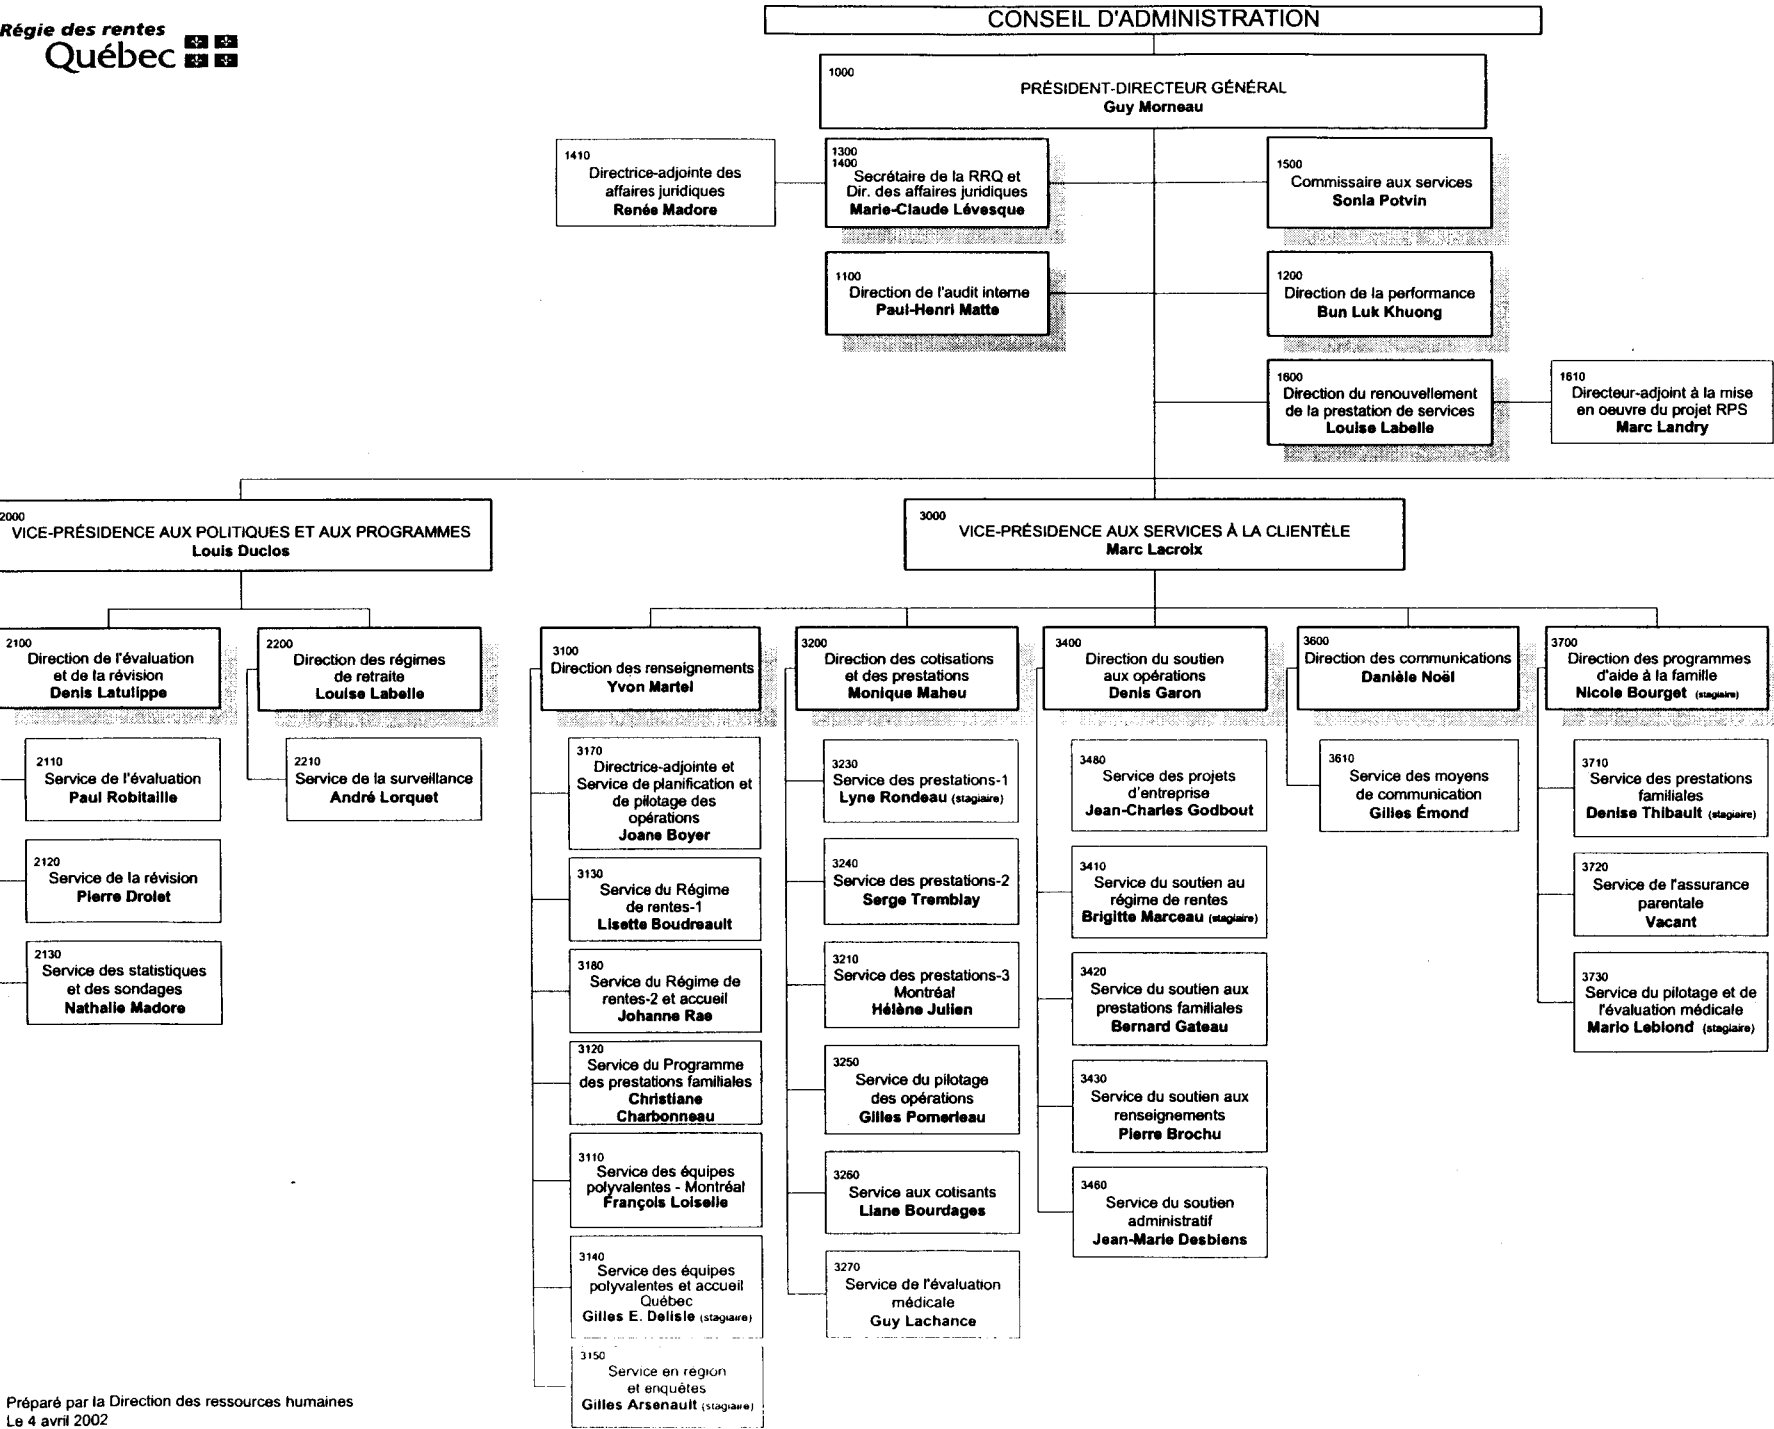 Régie des rentes
Québec
CONSEIL D'ADMINISTRATION
1000
PRÉSIDENT-DIRECTEUR GÉNÉRAL
Guy Morneau
1410
Directrice-adjointe des
affaires juridiques
Renée Madore
1300
1400
Secrétaire de la RRQ et
Dir. des affaires juridiques
Marie-Claude Lévesque
1500
Commissaire aux services
Sonia Potvin
1100
Direction de l'audit interne
Paul-Henri Matte
1200
Direction de la performance
Bun Luk Khuong
1600
Direction du renouvellement
de la prestation de services
Louise Labelle
1610
Directeur-adjoint à la mise
en oeuvre du projet RPS
Marc Landry
2000
VICE-PRÉSIDENCE AUX POLITIQUES ET AUX PROGRAMMES
Louis Duclos
3000
VICE-PRÉSIDENCE AUX SERVICES À LA CLIENTÈLE
Marc Lacroix
2100
Direction de l'évaluation
et de la révision
Denis Latulippe
2110
Service de l'évaluation
Paul Robitaille
2120
Service de la révision
Pierre Drolet
2130
Service des statistiques
et des sondages
Nathalie Madore
2200
Direction des régimes
de retraite
Louise Labelle
2210
Service de la surveillance
André Lorquet
3100
Direction des renseignements
Yvon Martel
3170
Directrice-adjointe et
Service de planification et
de pilotage des
opérations
Joane Boyer
3130
Service du Régime
de rentes-1
Lisette Boudreault
3180
Service du Régime de
rentes-2 et accueil
Johanne Rae
3120
Service du Programme
des prestations familiales
Christiane
Charbonneau
3110
Service des équipes
polyvalentes - Montréal
François Loiselle
3140
Service des équipes
polyvalentes et accueil
Québec
Gilles E. Delisle (stagiaire)
3150
Service en région
et enquêtes
Gilles Arsenault (stagiaire)
3200
Direction des cotisations
et des prestations
Monique Maheu
3230
Service des prestations-1
Lyne Rondeau (stagiaire)
3240
Service des prestations-2
Serge Tremblay
3210
Service des prestations-3
Montréal
Hélène Julien
3250
Service du pilotage
des opérations
Gilles Pomerleau
3260
Service aux cotisants
Liane Bourdages
3270
Service de l'évaluation
médicale
Guy Lachance
3400
Direction du soutien
aux opérations
Denis Garon
3480
Service des projets
d'entreprise
Jean-Charles Godbout
3410
Service du soutien au
régime de rentes
Brigitte Marceau (stagiaire)
3420
Service du soutien aux
prestations familiales
Bernard Gateau
3430
Service du soutien aux
renseignements
Pierre Brochu
3460
Service du soutien
administratif
Jean-Marie Desbiens
3600
Direction des communications
Danièle Noël
3610
Service des moyens
de communication
Gilles Émond
3700
Direction des programmes
d'aide à la famille
Nicole Bourget (stagiaire)
3710
Service des prestations
familiales
Denise Thibault (stagiaire)
3720
Service de l'assurance
parentale
Vacant
3730
Service du pilotage et de
l'évaluation médicale
Mario Leblond (stagiaire)
Préparé par la Direction des ressources humaines
Le 4 avril 2002